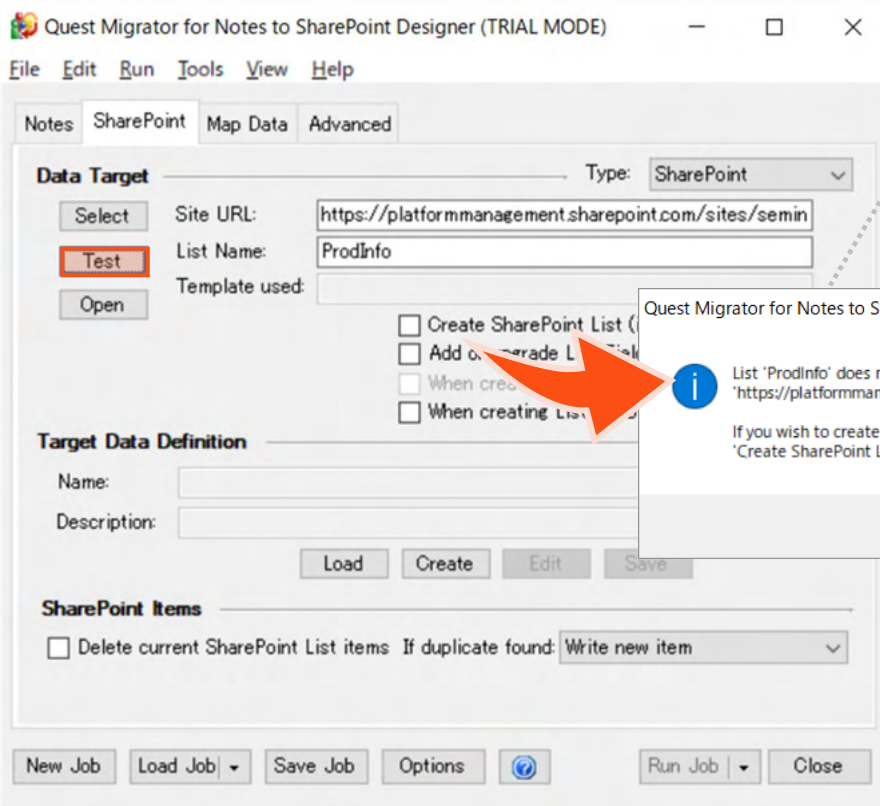 Quest Migrator for Notes to SharePoint Designer (TRIAL MODE)
File Edit Run Tools View Help
Notes SharePoint Map Data Advanced
Data Target Type: SharePoint
Select Site URL: https://platformmanagement.sharepoint.com/sites/semin
Test List Name: ProdInfo
Open Template used:
Quest Migrator for Notes to S
Create SharePoint List (
Add or upgrade L
When crea
When creating List
List 'ProdInfo' does
'https://platformman
If you wish to create
'Create SharePoint L
Target Data Definition
Name:
Description:
Load Create Edit Save
SharePoint Items
Delete current SharePoint List items If duplicate found: Write new item
New Job Load Job Save Job Options Run Job Close